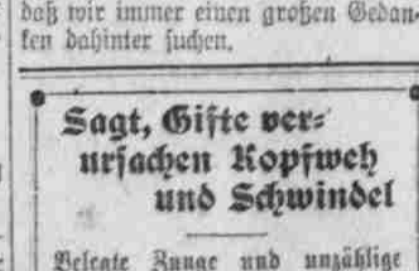 daß wir immer einen großen Gedan-
ken dahinter suchen.
Sagt, Gifte ver-
ursachen Kopfweh
und Schwindel
Belegte Zunge und unzählige